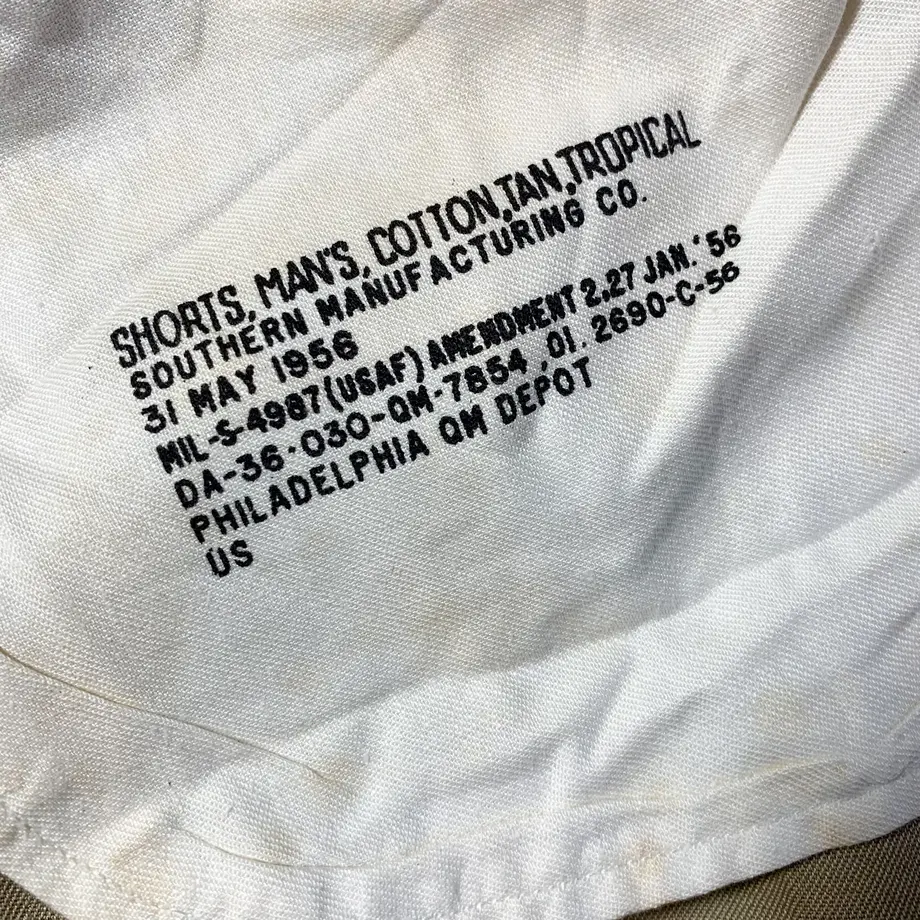 SHORTS, MAN'S, COTTON, TAN, TROPICAL
SOUTHERN MANUFACTURING CO.
31 MAY 1956
MIL-S-4987(USAF) AMENDMENT 2.27 JAN. '56
DA-36-030-QM-7854, 01. 2690-C-56
PHILADELPHIA QM DEPOT
US